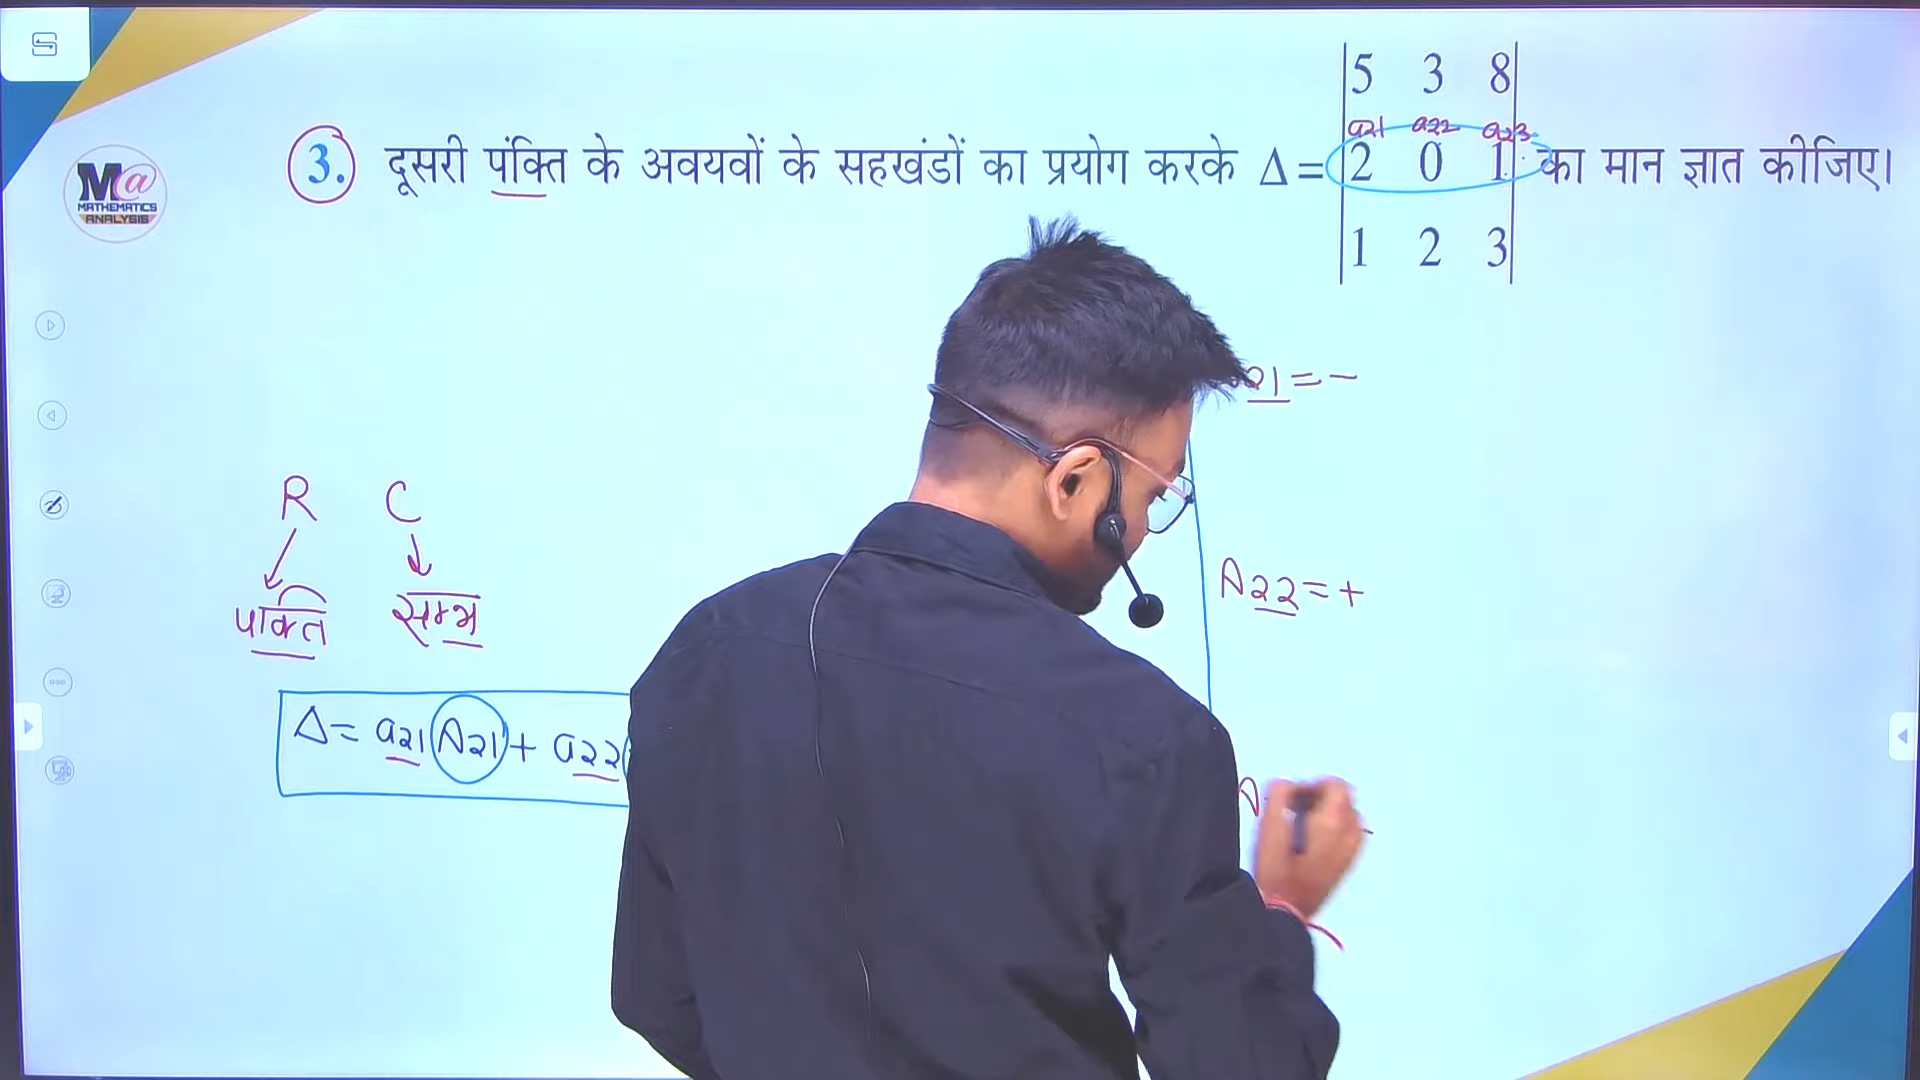 5 3 8
a21 a22 a23
3. दूसरी पंक्ति के अवयवों के सहखंडों का प्रयोग करके Δ = 2 0 1 का मान ज्ञात कीजिए।
1 2 3
M@
MATHEMATICS
ANALYSIS
21 = -
R C
A22 = +
पंक्ति स्तम्भ
Δ = a21 A21 + a22
A